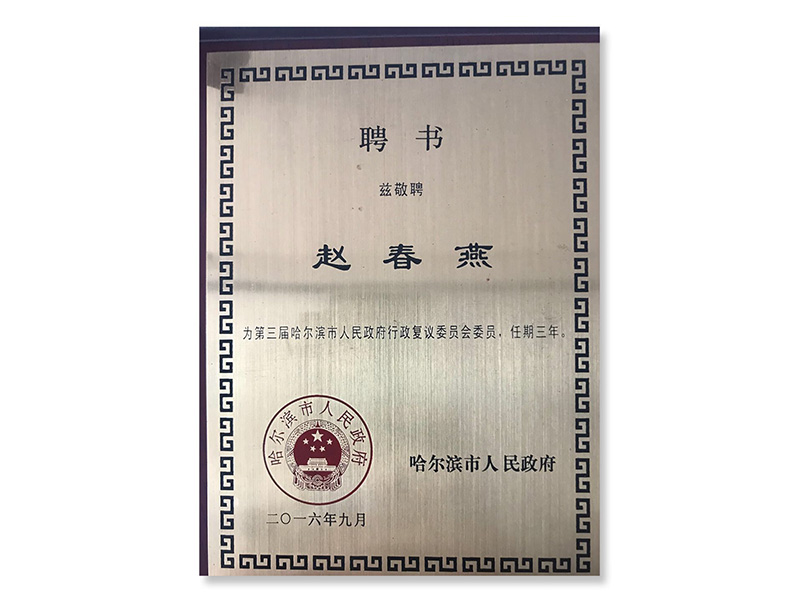 聘书
兹敬聘
赵春燕
为第三届哈尔滨市人民政府行政复议委员会委员，任期三年。
哈尔滨市人民政府
哈尔滨市人民政府
二〇一六年九月